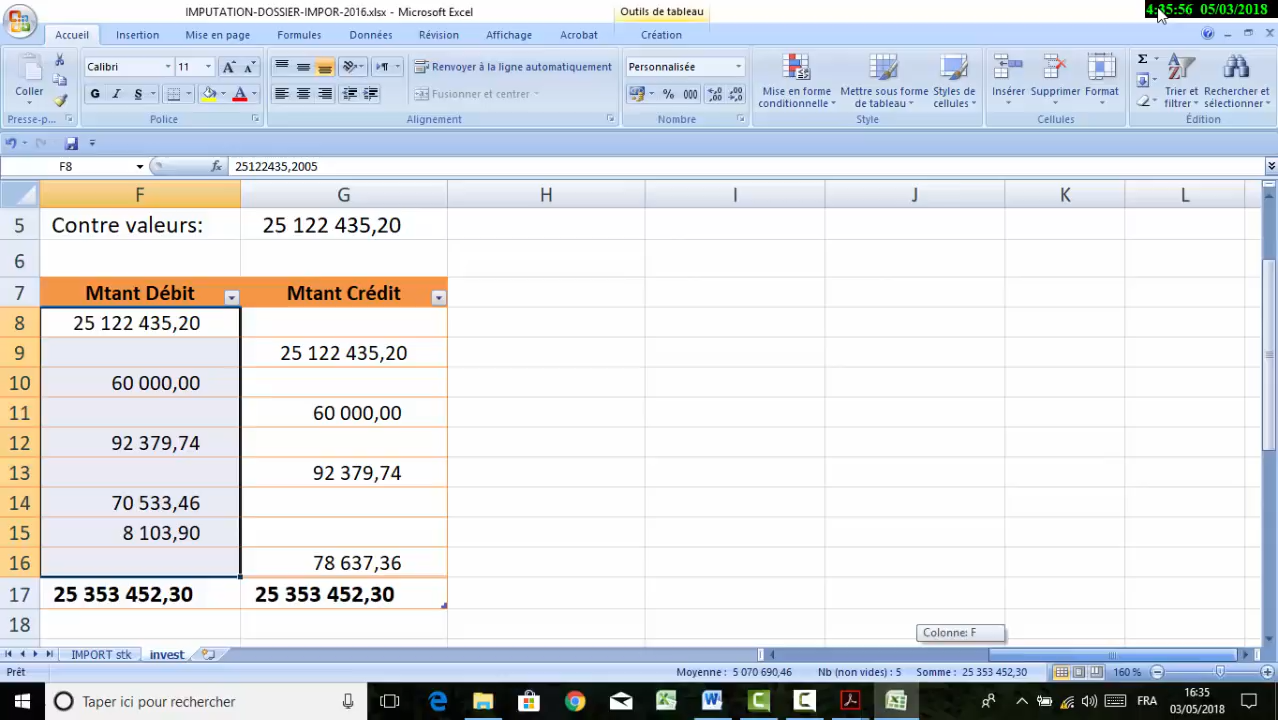 IMPUTATION-DOSSIER-IMPOR-2016.xlsx - Microsoft Excel
Outils de tableau
4:35:56 05/03/2018
Accueil Insertion Mise en page Formules Données Révision Affichage Acrobat Création
Coller
Presse-p...
Calibri 11
G I S
Police
Renvoyer à la ligne automatiquement
Fusionner et centrer
Alignement
Personnalisée
% 000
Nombre
Mise en forme conditionnelle
Mettre sous forme de tableau
Styles de cellules
Style
Insérer Supprimer Format
Cellules
Σ
Trier et filtrer
Rechercher et sélectionner
Édition
F8 fx 25122435,2005
F G H I J K L
5 Contre valeurs: 25 122 435,20
6
7 Mtant Débit Mtant Crédit
8 25 122 435,20
9 25 122 435,20
10 60 000,00
11 60 000,00
12 92 379,74
13 92 379,74
14 70 533,46
15 8 103,90
16 78 637,36
17 25 353 452,30 25 353 452,30
18
Colonne: F
IMPORT stk invest
Prêt Moyenne : 5 070 690,46 Nb (non vides) : 5 Somme : 25 353 452,30 160 %
Taper ici pour rechercher
FRA
16:35
03/05/2018